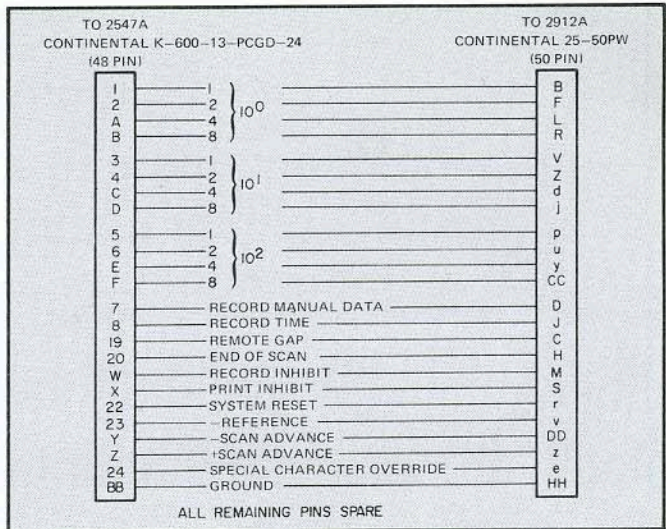 TO 2547A TO 2912A
CONTINENTAL K-600-13-PCGD-24 CONTINENTAL 25-50PW
(48 PIN) (50 PIN)
1 1 B
2 2 F
A 4 L
B 8 R
10⁰
3 1 V
4 2 Z
C 4 d
D 8 j
10¹
5 1 p
6 2 u
E 4 y
F 8 CC
10²
7 RECORD MANUAL DATA D
8 RECORD TIME J
19 REMOTE GAP C
20 END OF SCAN H
W RECORD INHIBIT M
X PRINT INHIBIT S
22 SYSTEM RESET r
23 -REFERENCE v
Y -SCAN ADVANCE DD
Z +SCAN ADVANCE z
24 SPECIAL CHARACTER OVERRIDE e
BB GROUND HH
ALL REMAINING PINS SPARE